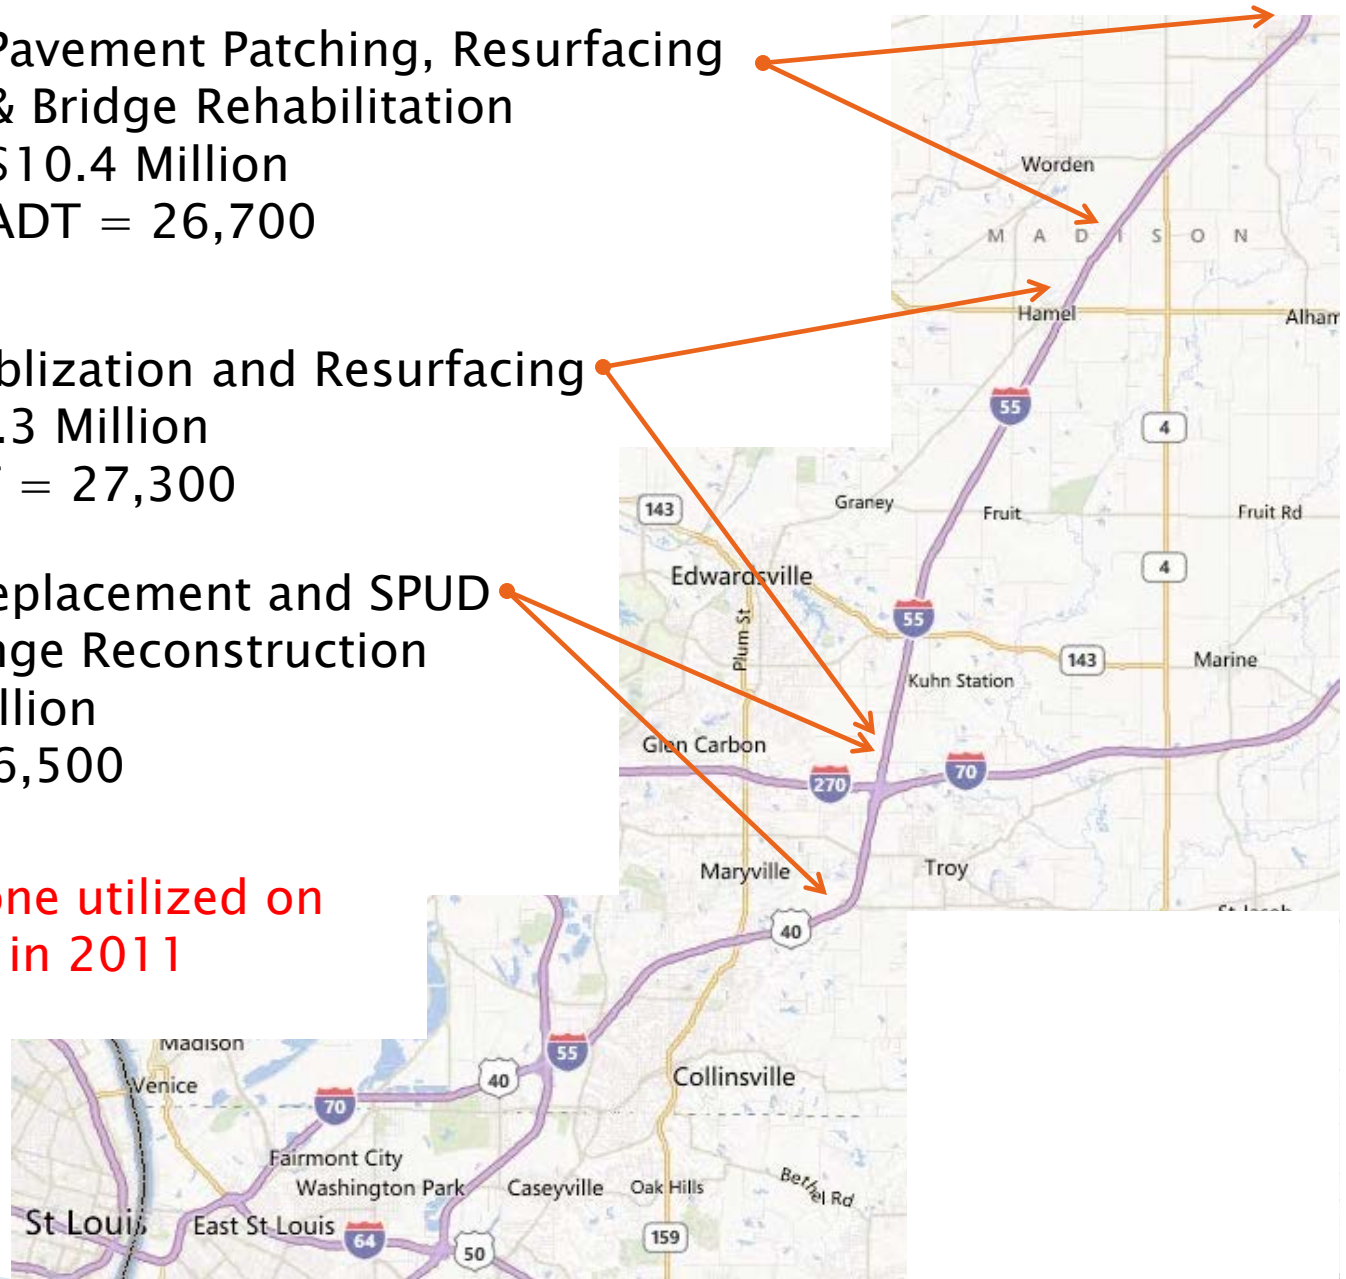 Pavement Patching, Resurfacing
& Bridge Rehabilitation
$10.4 Million
ADT = 26,700
blization and Resurfacing
.3 Million
= 27,300
eplacement and SPUD
nge Reconstruction
llion
6,500
one utilized on
in 2011
Worden
M A D I S O N
Hamel
Alham
55
4
143
Graney
Fruit
Fruit Rd
Edwardsville
4
55
Plum St
143
Marine
Kuhn Station
Glen Carbon
270
70
Maryville
Troy
St Jacob
40
Madison
55
Venice
40
Collinsville
70
Fairmont City
Washington Park
Caseyville
Oak Hills
Bethel Rd
St Louis
East St Louis
64
50
159